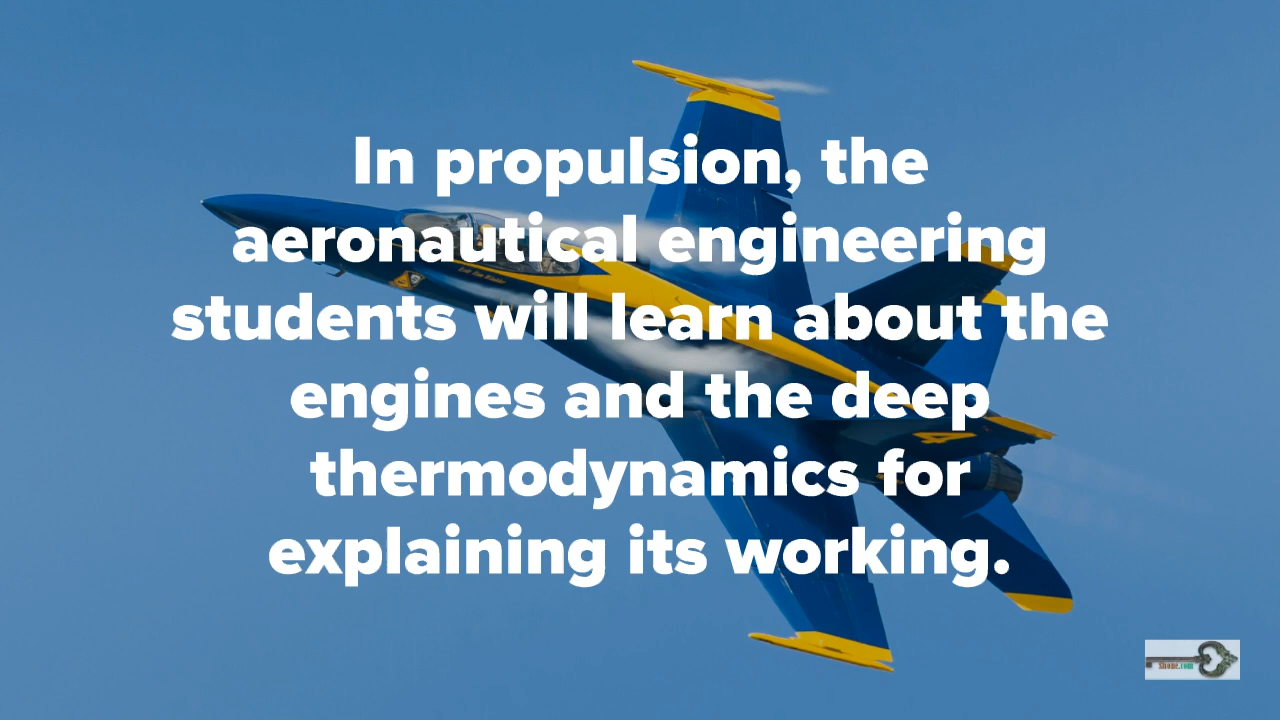 In propulsion, the
aeronautical engineering
students will learn about the
engines and the deep
thermodynamics for
explaining its working.
4